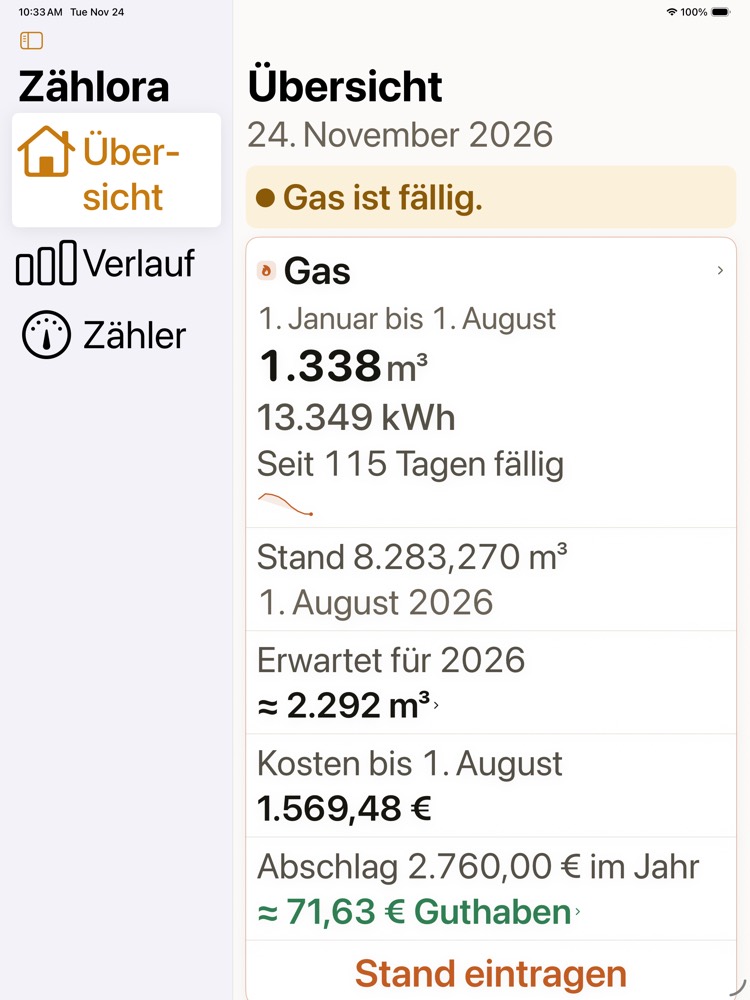 10:33 AM Tue Nov 24
100%
Zählora
Über-
sicht
Verlauf
Zähler
Übersicht
24. November 2026
Gas ist fällig.
Gas
1. Januar bis 1. August
1.338 m³
13.349 kWh
Seit 115 Tagen fällig
Stand 8.283,270 m³
1. August 2026
Erwartet für 2026
≈ 2.292 m³
Kosten bis 1. August
1.569,48 €
Abschlag 2.760,00 € im Jahr
≈ 71,63 € Guthaben
Stand eintragen